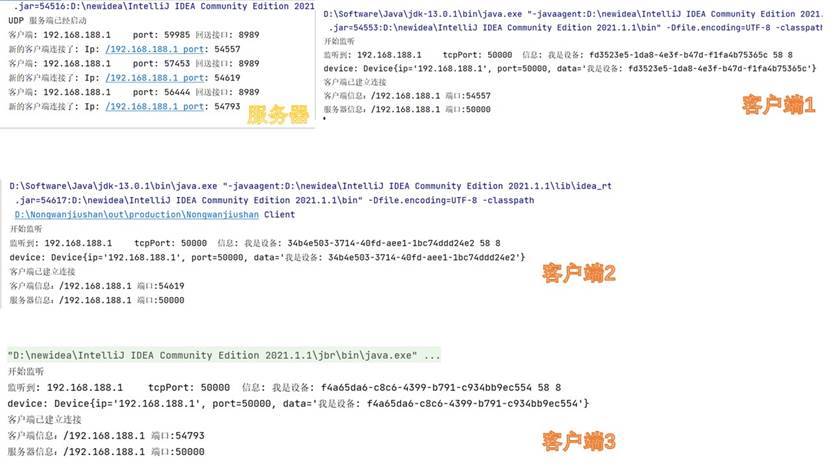 .jar=54516:D:\newidea\IntelliJ IDEA Community Edition 2021
UDP 服务端已经启动
客户端: 192.168.188.1 port: 59985 回送接口: 8989
新的客户端连接了: Ip: /192.168.188.1 port: 54557
客户端: 192.168.188.1 port: 57453 回送接口: 8989
新的客户端连接了: Ip: /192.168.188.1 port: 54619
客户端: 192.168.188.1 port: 56444 回送接口: 8989
新的客户端连接了: Ip: /192.168.188.1 port: 54793
服务器
D:\Software\Java\jdk-13.0.1\bin\java.exe "-javaagent:D:\newidea\IntelliJ IDEA Community Edition 2021.
.jar=54553:D:\newidea\IntelliJ IDEA Community Edition 2021.1.1\bin" -Dfile.encoding=UTF-8 -classpath
开始监听
监听到: 192.168.188.1 tcpPort: 50000 信息: 我是设备: fd3523e5-1da8-4e3f-b47d-f1fa4b75365c 58 8
device: Device{ip='192.168.188.1', port=50000, data='我是设备: fd3523e5-1da8-4e3f-b47d-f1fa4b75365c'}
客户端已建立连接
客户端信息: /192.168.188.1 端口:54557
服务器信息: /192.168.188.1 端口:50000
客户端1
D:\Software\Java\jdk-13.0.1\bin\java.exe "-javaagent:D:\newidea\IntelliJ IDEA Community Edition 2021.1.1\lib\idea_rt
.jar=54617:D:\newidea\IntelliJ IDEA Community Edition 2021.1.1\bin" -Dfile.encoding=UTF-8 -classpath
D:\Nongwanjiushan\out\production\Nongwanjiushan Client
开始监听
监听到: 192.168.188.1 tcpPort: 50000 信息: 我是设备: 34b4e503-3714-40fd-aee1-1bc74ddd24e2 58 8
device: Device{ip='192.168.188.1', port=50000, data='我是设备: 34b4e503-3714-40fd-aee1-1bc74ddd24e2'}
客户端已建立连接
客户端信息: /192.168.188.1 端口:54619
服务器信息: /192.168.188.1 端口:50000
客户端2
"D:\newidea\IntelliJ IDEA Community Edition 2021.1.1\jbr\bin\java.exe" ...
开始监听
监听到: 192.168.188.1 tcpPort: 50000 信息: 我是设备: f4a65da6-c8c6-4399-b791-c934bb9ec554 58 8
device: Device{ip='192.168.188.1', port=50000, data='我是设备: f4a65da6-c8c6-4399-b791-c934bb9ec554'}
客户端已建立连接
客户端信息: /192.168.188.1 端口:54793
服务器信息: /192.168.188.1 端口:50000
客户端3